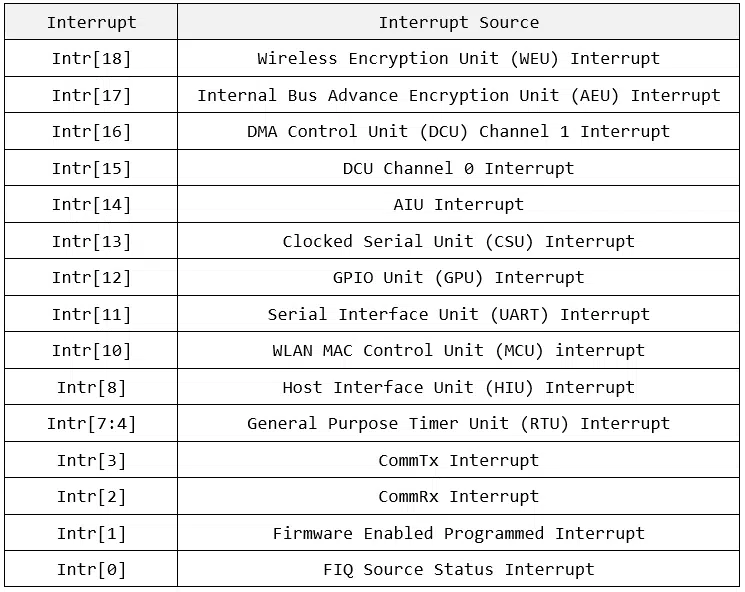 Interrupt Interrupt Source
Intr[18] Wireless Encryption Unit (WEU) Interrupt
Intr[17] Internal Bus Advance Encryption Unit (AEU) Interrupt
Intr[16] DMA Control Unit (DCU) Channel 1 Interrupt
Intr[15] DCU Channel 0 Interrupt
Intr[14] AIU Interrupt
Intr[13] Clocked Serial Unit (CSU) Interrupt
Intr[12] GPIO Unit (GPU) Interrupt
Intr[11] Serial Interface Unit (UART) Interrupt
Intr[10] WLAN MAC Control Unit (MCU) interrupt
Intr[8] Host Interface Unit (HIU) Interrupt
Intr[7:4] General Purpose Timer Unit (RTU) Interrupt
Intr[3] CommTx Interrupt
Intr[2] CommRx Interrupt
Intr[1] Firmware Enabled Programmed Interrupt
Intr[0] FIQ Source Status Interrupt